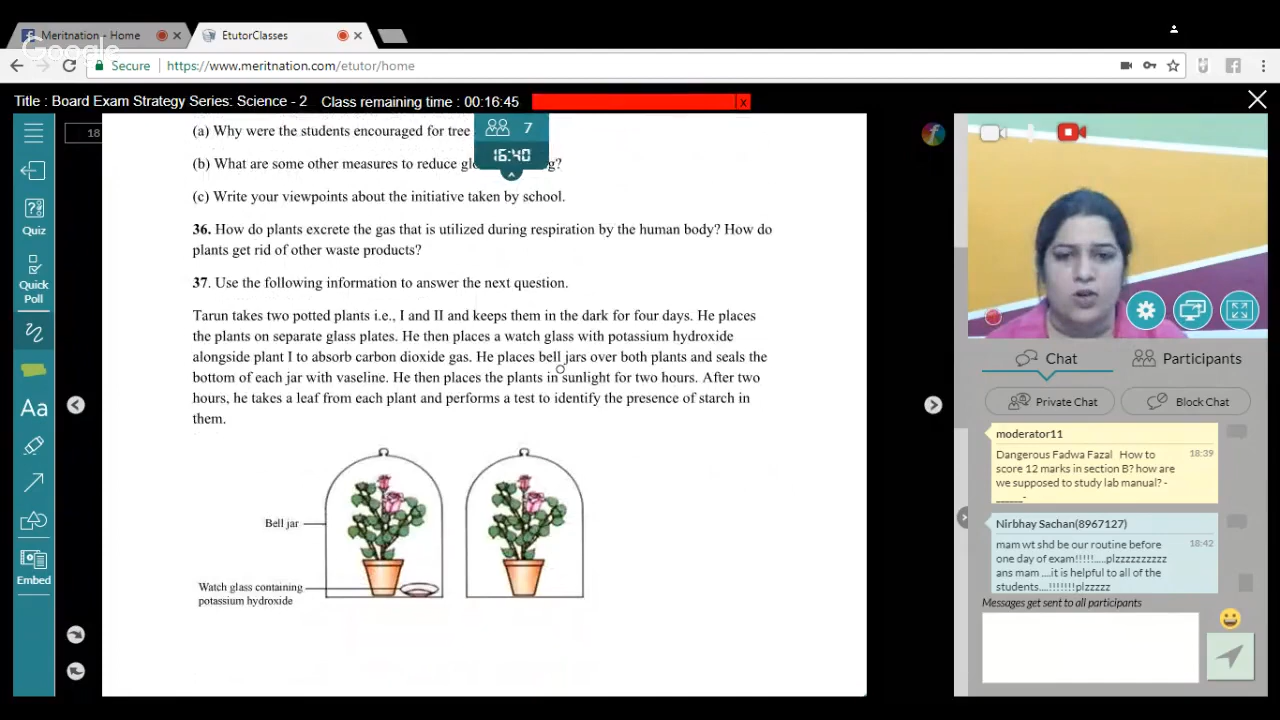 Meritnation - Home
EtutorClasses
Google
Secure https://www.meritnation.com/etutor/home
Title : Board Exam Strategy Series: Science - 2 Class remaining time : 00:16:45 x
18
7
16:40
(a) Why were the students encouraged for tree
(b) What are some other measures to reduce g?
(c) Write your viewpoints about the initiative taken by school.
36. How do plants excrete the gas that is utilized during respiration by the human body? How do
plants get rid of other waste products?
37. Use the following information to answer the next question.
Tarun takes two potted plants i.e., I and II and keeps them in the dark for four days. He places
the plants on separate glass plates. He then places a watch glass with potassium hydroxide
alongside plant I to absorb carbon dioxide gas. He places bell jars over both plants and seals the
bottom of each jar with vaseline. He then places the plants in sunlight for two hours. After two
hours, he takes a leaf from each plant and performs a test to identify the presence of starch in
them.
Bell jar
Watch glass containing
potassium hydroxide
Quiz
Quick
Poll
Aa
Embed
Chat
Participants
Private Chat
Block Chat
moderator11
Dangerous Fadwa Fazal How to 18:39
score 12 marks in section B? how are
we supposed to study lab manual? -
______-
Nirbhay Sachan(8967127)
mam wt shd be our routine before 18:42
one day of exam!!!!!.....plzzzzzzzzzz
ans mam ....it is helpful to all of the
students....!!!!!!!plzzzzz
Messages get sent to all participants